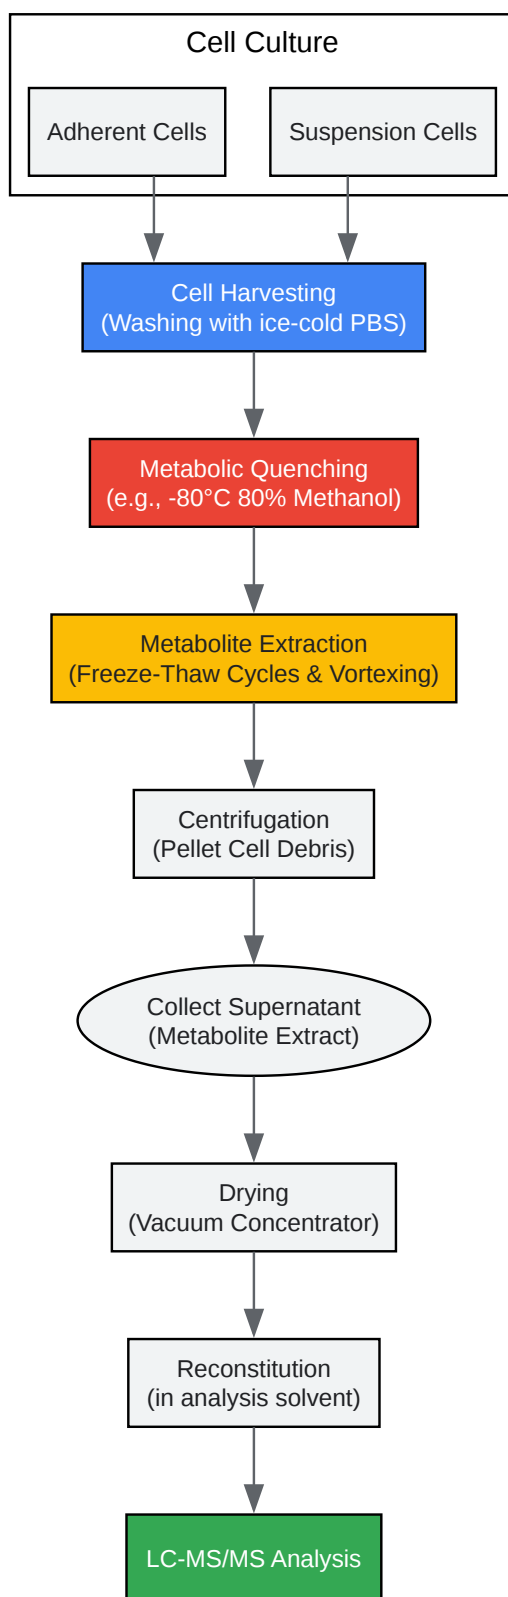 Cell Culture
Adherent Cells
Suspension Cells
Cell Harvesting
(Washing with ice-cold PBS)
Metabolic Quenching
(e.g., -80°C 80% Methanol)
Metabolite Extraction
(Freeze-Thaw Cycles & Vortexing)
Centrifugation
(Pellet Cell Debris)
Collect Supernatant
(Metabolite Extract)
Drying
(Vacuum Concentrator)
Reconstitution
(in analysis solvent)
LC-MS/MS Analysis